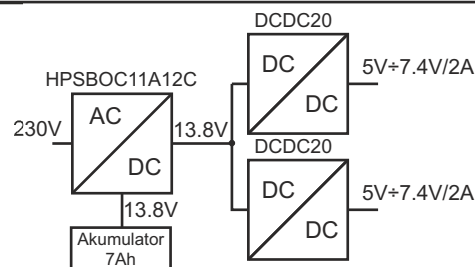 DCDC20
DC
DC
5V÷7.4V/2A
HPSBOC11A12C
AC
DC
230V
13.8V
DCDC20
DC
DC
5V÷7.4V/2A
13.8V
Akumulator
7Ah